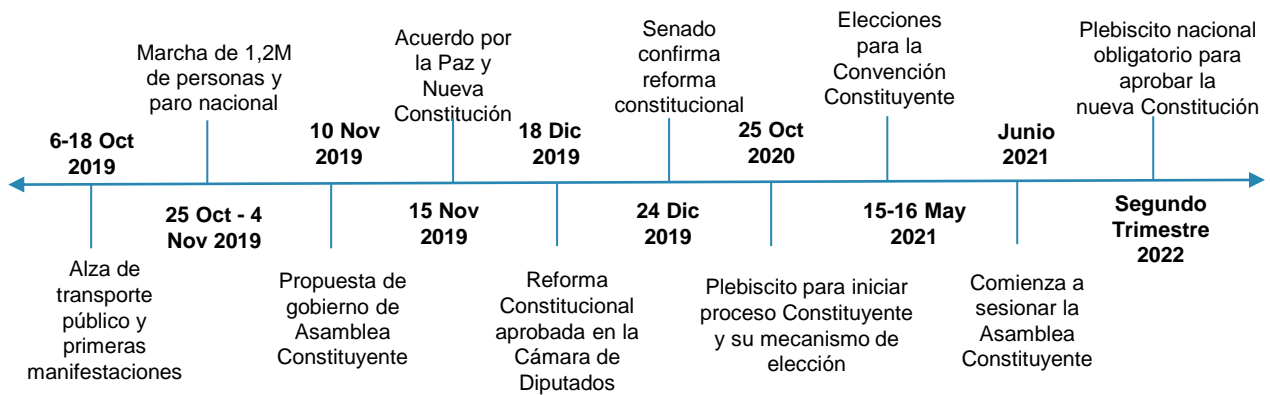 6-18 Oct
2019
Alza de
transporte
público y
primeras
manifestaciones
Marcha de 1,2M
de personas y
paro nacional
25 Oct - 4
Nov 2019
10 Nov
2019
Propuesta de
gobierno de
Asamblea
Constituyente
Acuerdo por
la Paz y
Nueva
Constitución
15 Nov
2019
18 Dic
2019
Reforma
Constitucional
aprobada en la
Cámara de
Diputados
Senado
confirma
reforma
constitucional
24 Dic
2019
25 Oct
2020
Plebiscito para iniciar
proceso Constituyente
y su mecanismo de
elección
Elecciones
para la
Convención
Constituyente
15-16 May
2021
Junio
2021
Comienza a
sesionar la
Asamblea
Constituyente
Plebiscito nacional
obligatorio para
aprobar la
nueva Constitución
Segundo
Trimestre
2022